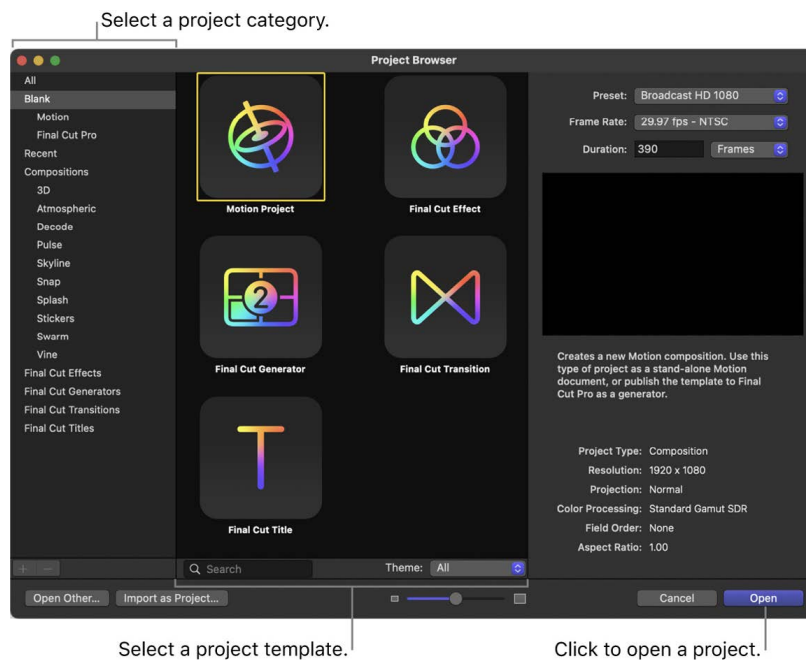 Select a project category.
Project Browser
All
Blank
Motion
Final Cut Pro
Recent
Compositions
3D
Atmospheric
Decode
Pulse
Skyline
Snap
Splash
Stickers
Swarm
Vine
Final Cut Effects
Final Cut Generators
Final Cut Transitions
Final Cut Titles
Motion Project
Final Cut Effect
2
Final Cut Generator
Final Cut Transition
T
Final Cut Title
Preset: Broadcast HD 1080
Frame Rate: 29.97 fps - NTSC
Duration: 390 Frames
Creates a new Motion composition. Use this
type of project as a stand-alone Motion
document, or publish the template to Final
Cut Pro as a generator.
Project Type: Composition
Resolution: 1920 x 1080
Projection: Normal
Color Processing: Standard Gamut SDR
Field Order: None
Aspect Ratio: 1.00
+ −
Search
Theme: All
Open Other...
Import as Project...
Cancel
Open
Select a project template.
Click to open a project.